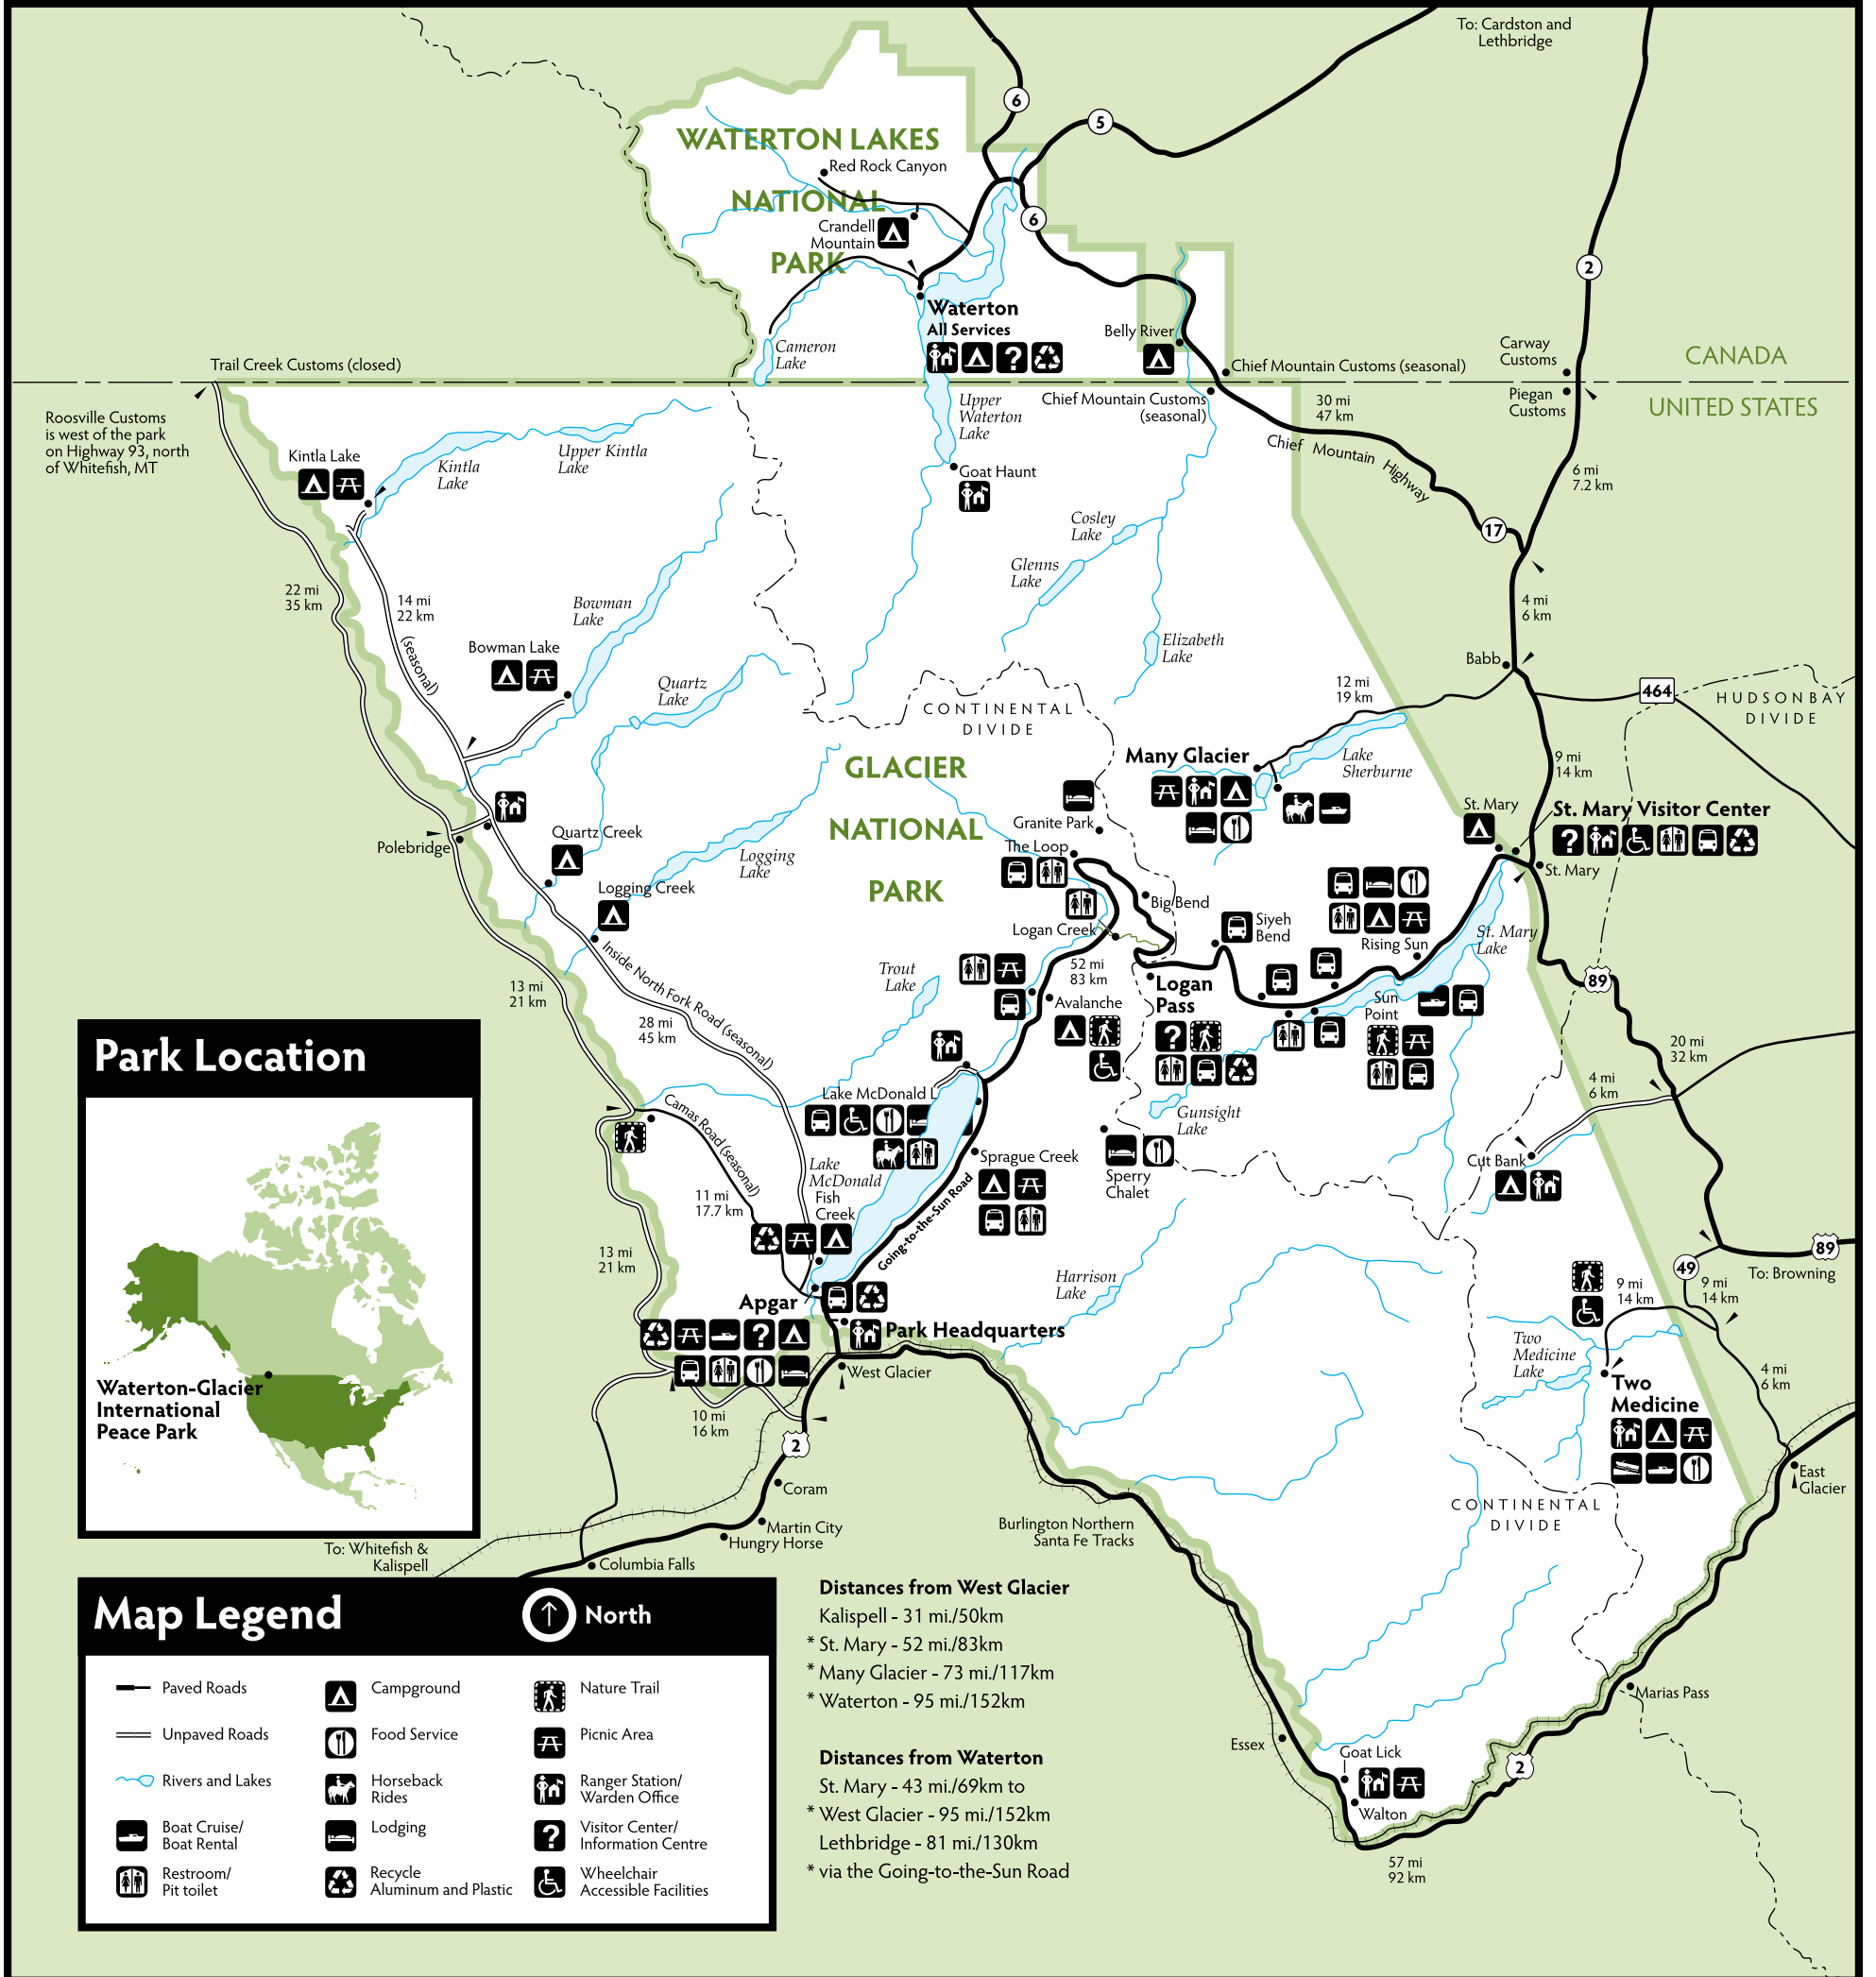 To: Cardston and
Lethbridge
6
5
WATERTON LAKES
NATIONAL
PARK
Red Rock Canyon
Crandell
Mountain
6
2
Waterton
All Services
Cameron
Lake
Belly River
Carway
Customs
CANADA
Trail Creek Customs (closed)
Chief Mountain Customs (seasonal)
Chief Mountain Customs
(seasonal)
30 mi
47 km
Piegan
Customs
UNITED STATES
Roosville Customs
is west of the park
on Highway 93, north
of Whitefish, MT
Upper
Waterton
Lake
Chief Mountain Highway
Kintla Lake
Kintla
Lake
Upper Kintla
Lake
Goat Haunt
6 mi
7.2 km
Cosley
Lake
17
Glenns
Lake
22 mi
35 km
14 mi
22 km
(seasonal)
Bowman
Lake
4 mi
6 km
Bowman Lake
Elizabeth
Lake
Babb
Quartz
Lake
12 mi
19 km
464
HUDSON BAY
DIVIDE
CONTINENTAL
DIVIDE
GLACIER
NATIONAL
PARK
Many Glacier
Lake
Sherburne
9 mi
14 km
St. Mary
St. Mary Visitor Center
St. Mary
Granite Park
The Loop
Polebridge
Quartz Creek
Logging
Lake
Logging Creek
Big Bend
Logan Creek
Siyeh
Bend
Rising Sun
St. Mary
Lake
Inside North Fork Road (seasonal)
Trout
Lake
52 mi
83 km
Avalanche
Logan
Pass
Sun
Point
89
13 mi
21 km
28 mi
45 km
20 mi
32 km
4 mi
6 km
Lake McDonald L
Camas Road (seasonal)
Gunsight
Lake
Sperry
Chalet
Cut Bank
Lake
McDonald
Sprague Creek
Fish
Creek
11 mi
17.7 km
Going-to-the-Sun Road
13 mi
21 km
Harrison
Lake
89
To: Browning
49
9 mi
14 km
9 mi
14 km
Apgar
Park Headquarters
West Glacier
Two
Medicine
Lake
Two
Medicine
4 mi
6 km
10 mi
16 km
2
Coram
Martin City
Hungry Horse
Columbia Falls
To: Whitefish &
Kalispell
Burlington Northern
Santa Fe Tracks
CONTINENTAL
DIVIDE
East
Glacier
Marias Pass
Essex
Goat Lick
Walton
2
57 mi
92 km
Park Location
Waterton-Glacier
International
Peace Park
Map Legend
North
Paved Roads
Unpaved Roads
Rivers and Lakes
Boat Cruise/
Boat Rental
Restroom/
Pit toilet
Campground
Food Service
Horseback
Rides
Lodging
Recycle
Aluminum and Plastic
Nature Trail
Picnic Area
Ranger Station/
Warden Office
Visitor Center/
Information Centre
Wheelchair
Accessible Facilities
Distances from West Glacier
Kalispell - 31 mi./50km
* St. Mary - 52 mi./83km
* Many Glacier - 73 mi./117km
* Waterton - 95 mi./152km
Distances from Waterton
St. Mary - 43 mi./69km to
* West Glacier - 95 mi./152km
Lethbridge - 81 mi./130km
* via the Going-to-the-Sun Road